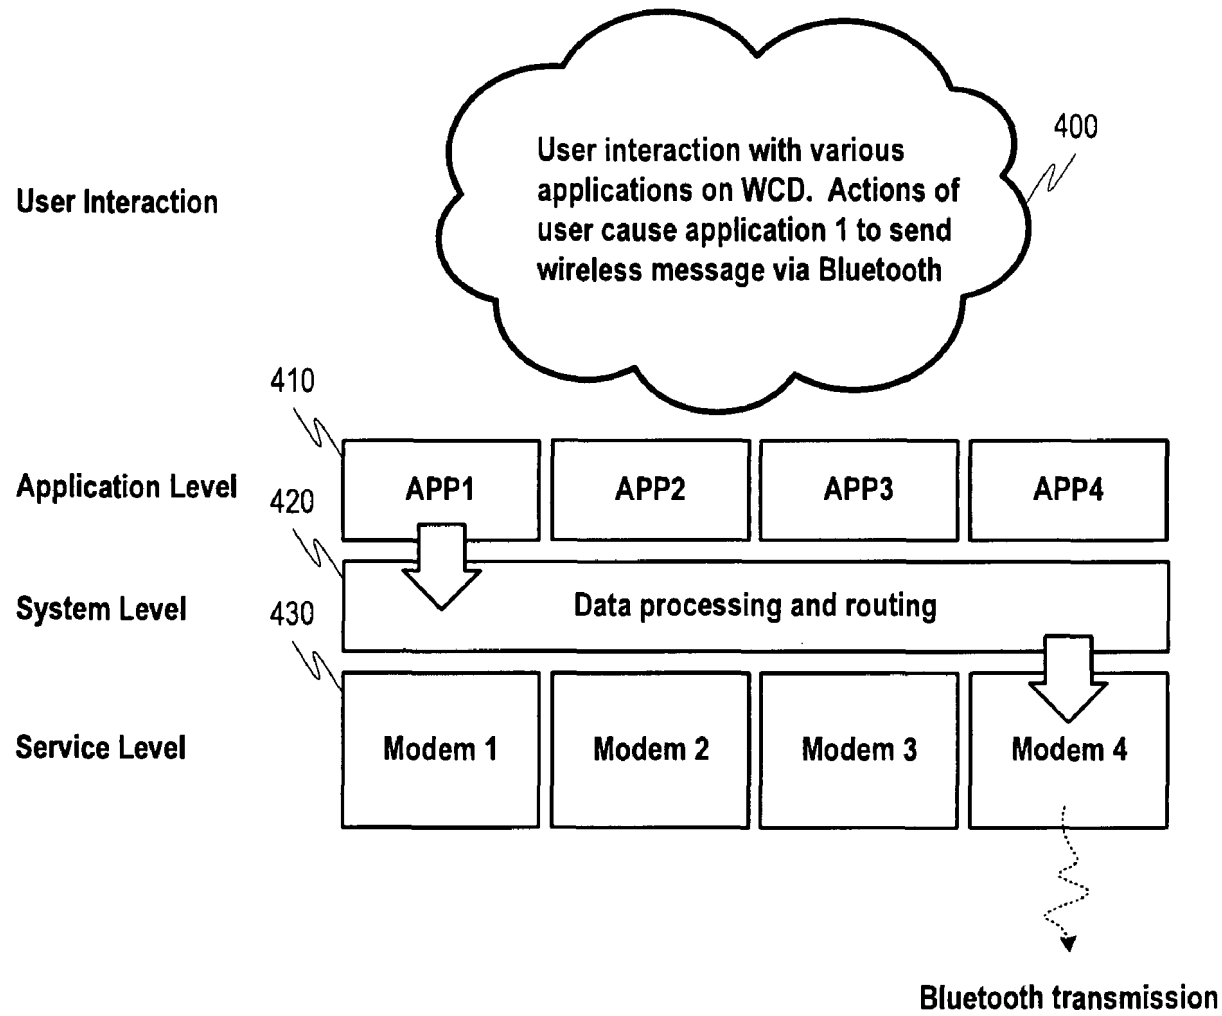 User interaction with various
applications on WCD. Actions of
user cause application 1 to send
wireless message via Bluetooth
400
User Interaction
410
Application Level
APP1
APP2
APP3
APP4
420
System Level
Data processing and routing
430
Service Level
Modem 1
Modem 2
Modem 3
Modem 4
Bluetooth transmission